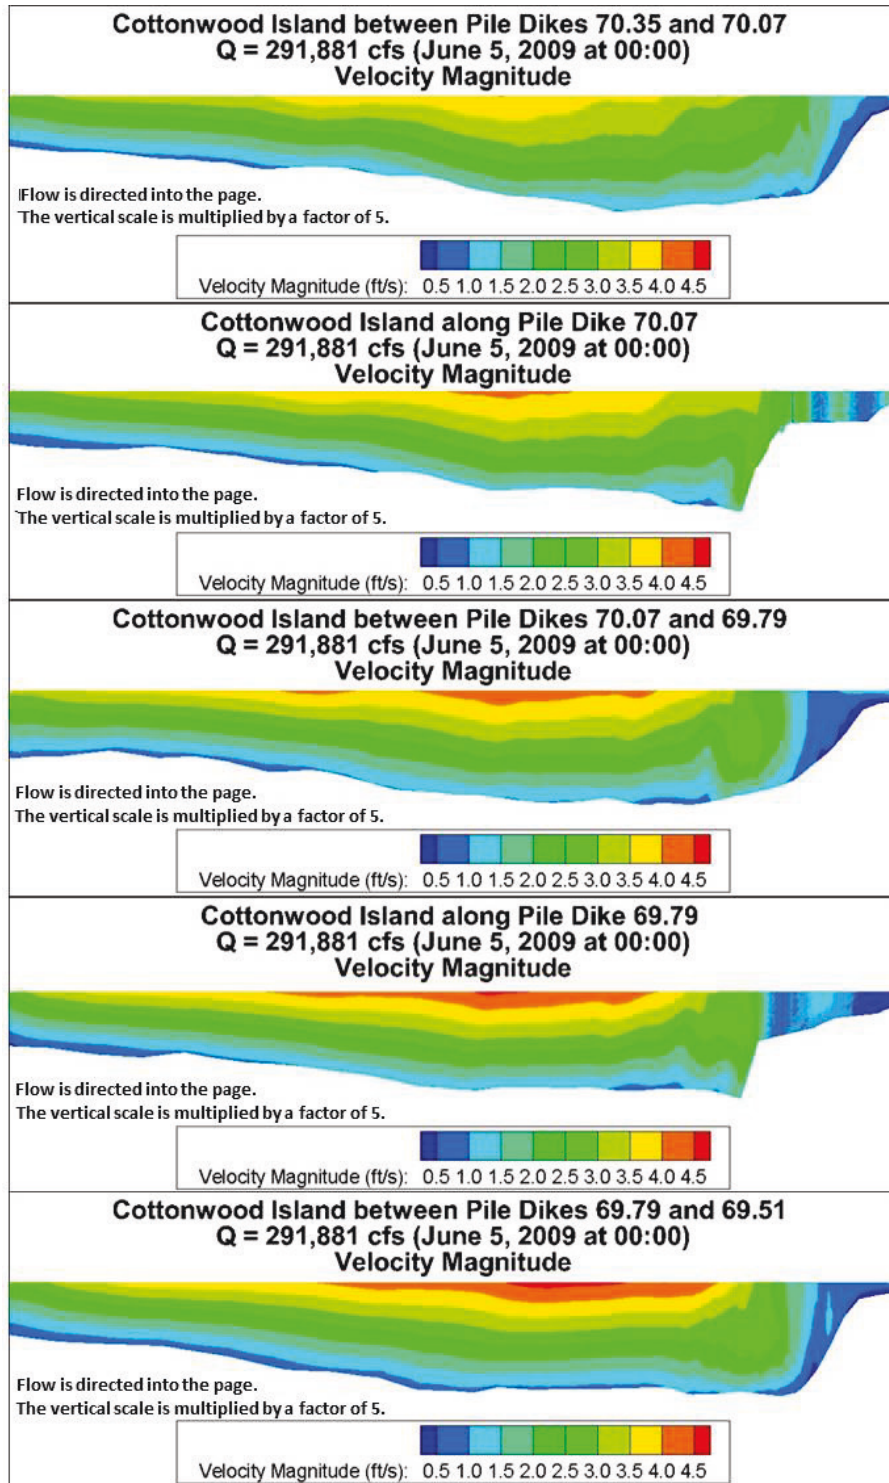 Cottonwood Island between Pile Dikes 70.35 and 70.07
Q = 291,881 cfs (June 5, 2009 at 00:00)
Velocity Magnitude
Flow is directed into the page.
The vertical scale is multiplied by a factor of 5.
Velocity Magnitude (ft/s): 0.5 1.0 1.5 2.0 2.5 3.0 3.5 4.0 4.5
Cottonwood Island along Pile Dike 70.07
Q = 291,881 cfs (June 5, 2009 at 00:00)
Velocity Magnitude
Flow is directed into the page.
The vertical scale is multiplied by a factor of 5.
Velocity Magnitude (ft/s): 0.5 1.0 1.5 2.0 2.5 3.0 3.5 4.0 4.5
Cottonwood Island between Pile Dikes 70.07 and 69.79
Q = 291,881 cfs (June 5, 2009 at 00:00)
Velocity Magnitude
Flow is directed into the page.
The vertical scale is multiplied by a factor of 5.
Velocity Magnitude (ft/s): 0.5 1.0 1.5 2.0 2.5 3.0 3.5 4.0 4.5
Cottonwood Island along Pile Dike 69.79
Q = 291,881 cfs (June 5, 2009 at 00:00)
Velocity Magnitude
Flow is directed into the page.
The vertical scale is multiplied by a factor of 5.
Velocity Magnitude (ft/s): 0.5 1.0 1.5 2.0 2.5 3.0 3.5 4.0 4.5
Cottonwood Island between Pile Dikes 69.79 and 69.51
Q = 291,881 cfs (June 5, 2009 at 00:00)
Velocity Magnitude
Flow is directed into the page.
The vertical scale is multiplied by a factor of 5.
Velocity Magnitude (ft/s): 0.5 1.0 1.5 2.0 2.5 3.0 3.5 4.0 4.5